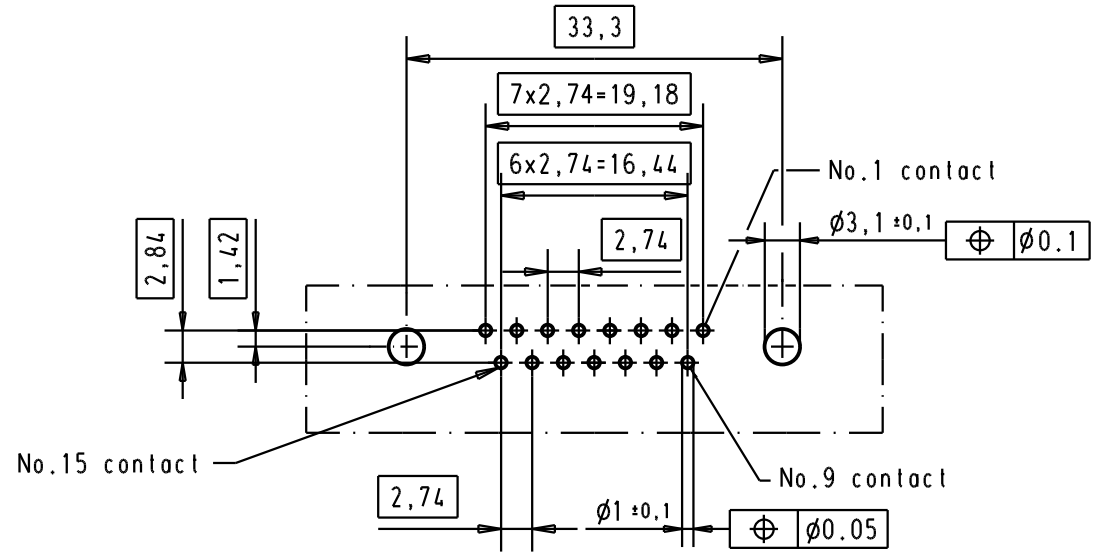 33,3
7x2,74=19,18
6x2,74=16,44
No.1 contact
2,84
1,42
2,74
Ø3,1 ±0,1
⌖ Ø0.1
No.15 contact
No.9 contact
2,74
Ø1 ±0,1
⌖ Ø0.05